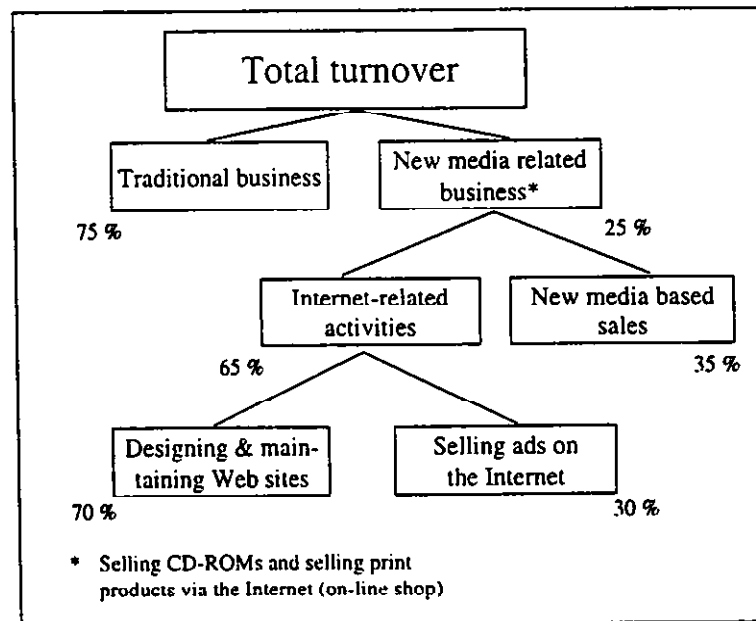 Total turnover
Traditional business
New media related
business*
75 %
25 %
Internet-related
activities
New media based
sales
65 %
35 %
Designing & main-
taining Web sites
Selling ads on
the Internet
70 %
30 %
* Selling CD-ROMs and selling print
products via the Internet (on-line shop)